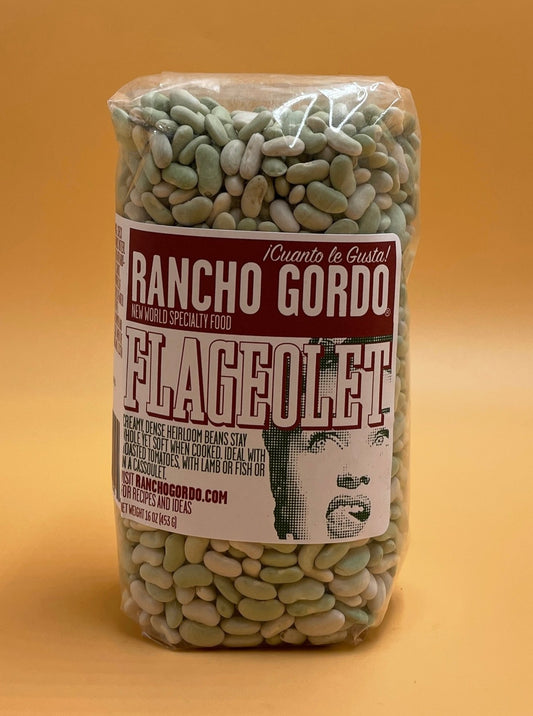 ¡Cuanto le Gusta!
RANCHO GORDO®
NEW WORLD SPECIALTY FOOD
FLAGEOLET
CREAMY, DENSE HEIRLOOM BEANS STAY
WHOLE YET SOFT WHEN COOKED. IDEAL WITH
ROASTED TOMATOES, WITH LAMB OR FISH OR
IN A CASSOULET.
VISIT RANCHOGORDO.COM
FOR RECIPES AND IDEAS
NET WEIGHT 16 OZ (453 G)